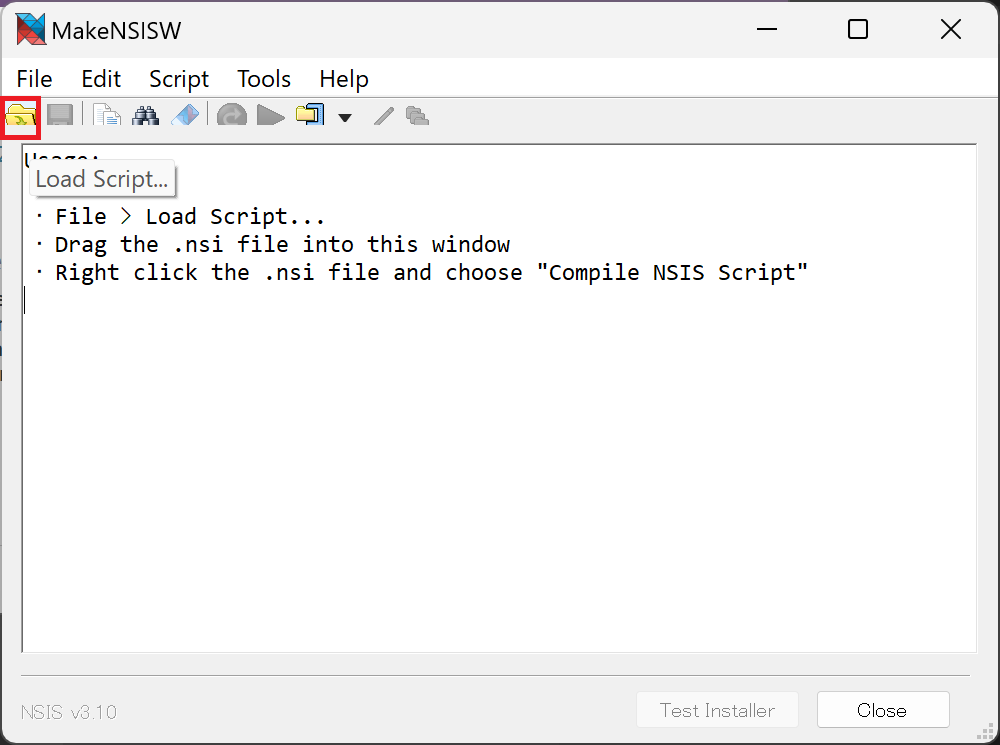 MakeNSISW
File Edit Script Tools Help
Usage:
Load Script...
· File > Load Script...
· Drag the .nsi file into this window
· Right click the .nsi file and choose "Compile NSIS Script"
NSIS v3.10
Test Installer
Close